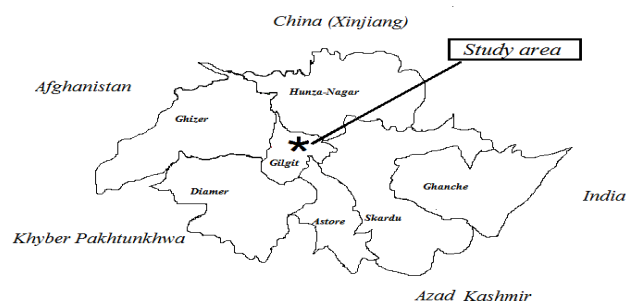 China (Xinjiang)
Study area
Afghanistan
Hunza-Nagar
Ghizer
*
Gilgit
Diamer
Ghanche
India
Astore
Skardu
Khyber Pakhtunkhwa
Azad Kashmir